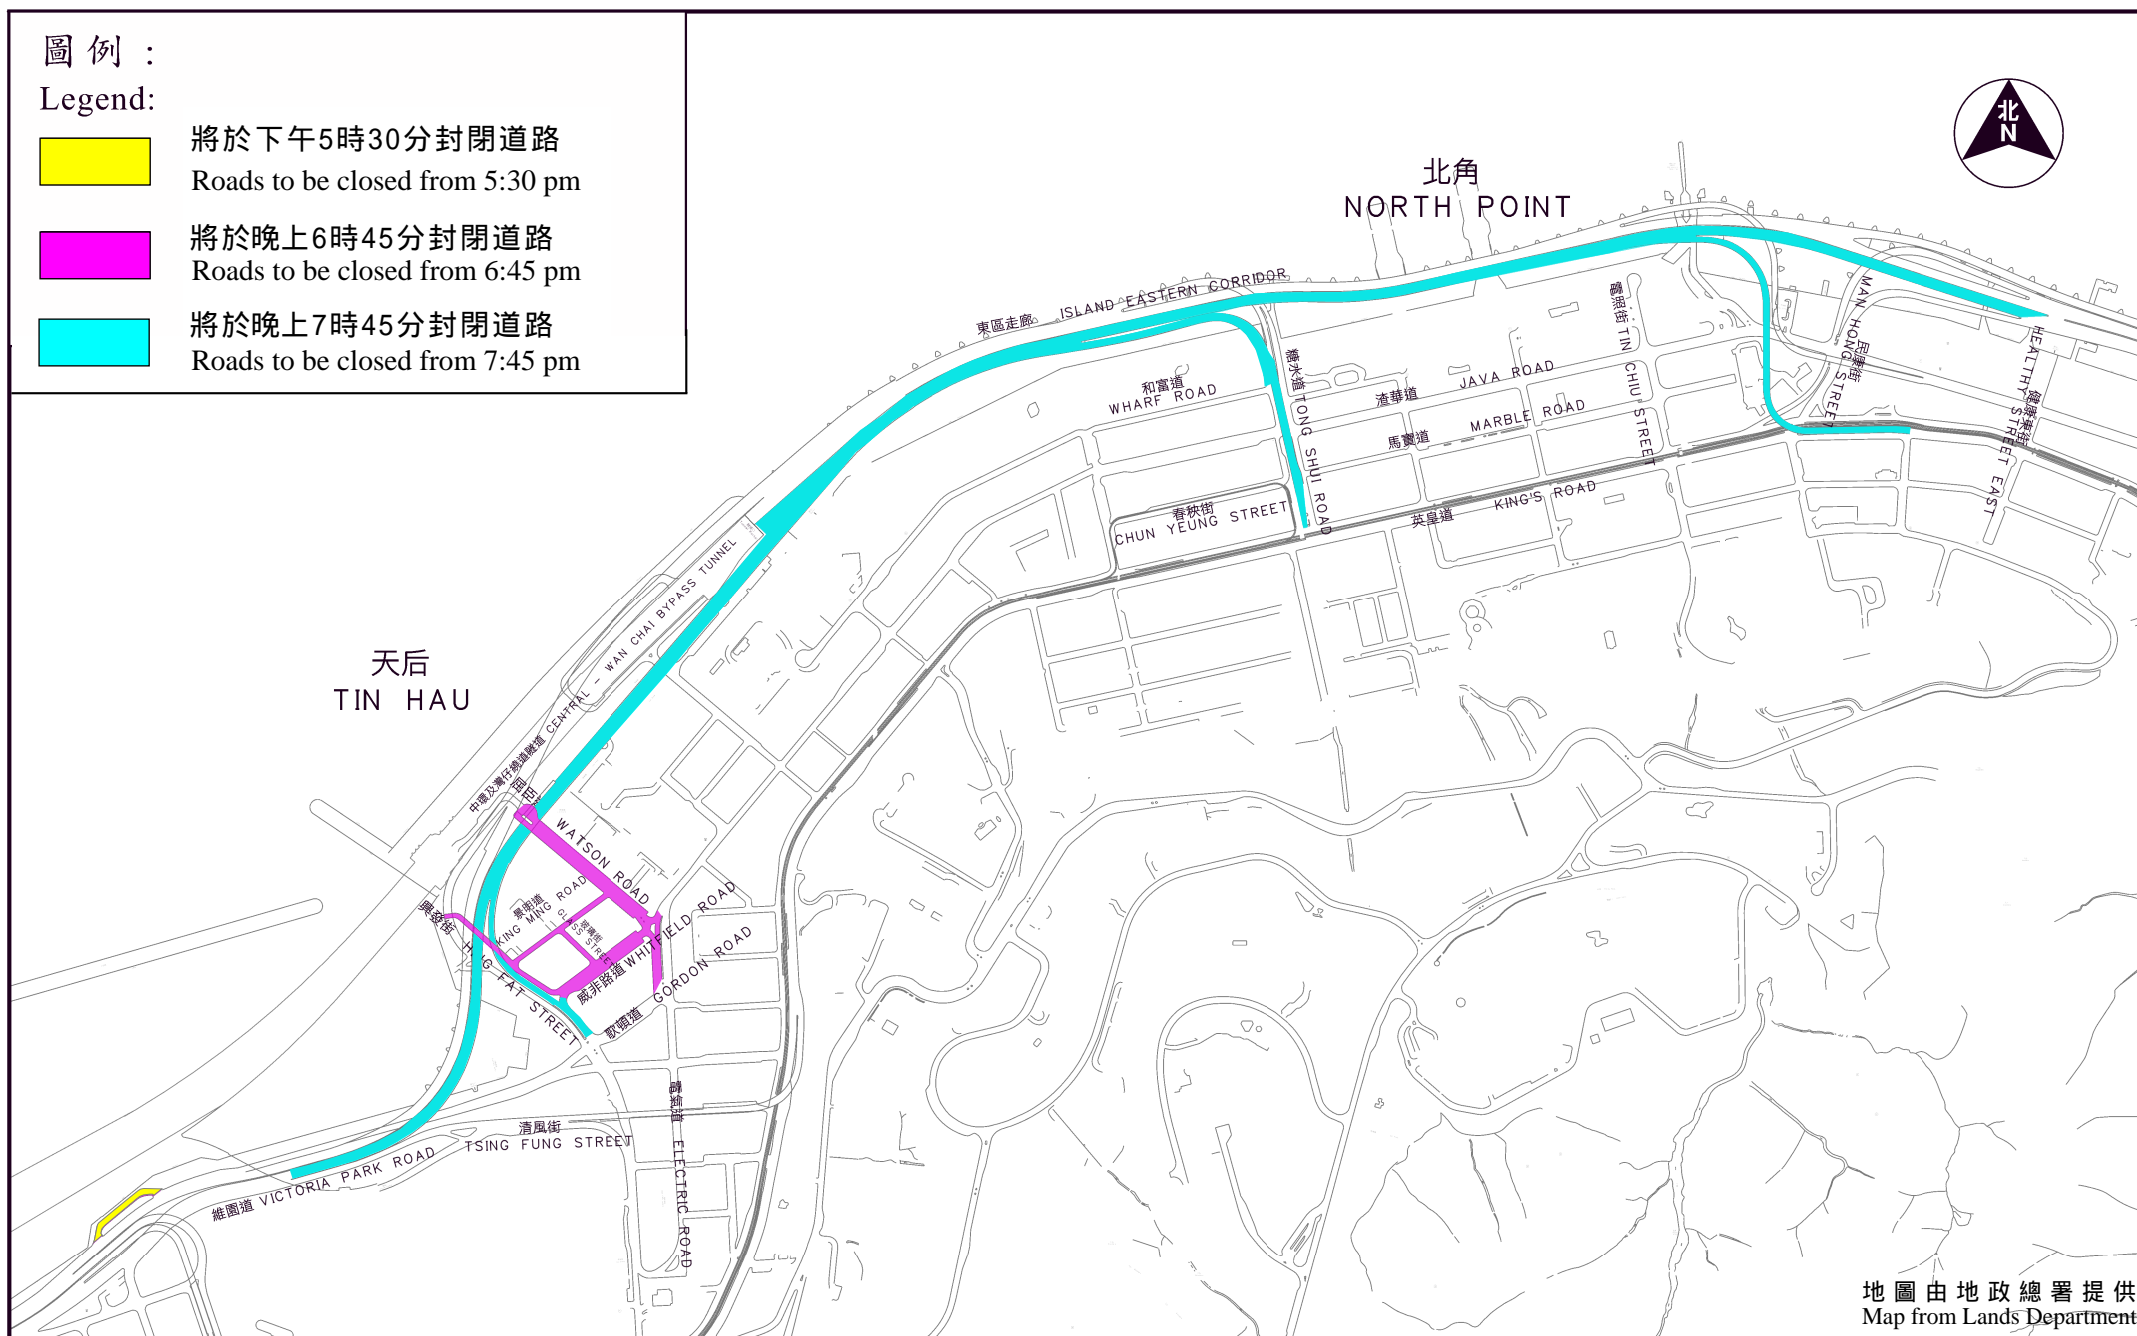 圖例：
Legend:
將於下午5時30分封閉道路
Roads to be closed from 5:30 pm
將於晚上6時45分封閉道路
Roads to be closed from 6:45 pm
將於晚上7時45分封閉道路
Roads to be closed from 7:45 pm
北
N
北角
NORTH POINT
東區走廊 ISLAND EASTERN CORRIDOR
電照街 TIN CHIU STREET
MAN HONG STREET
民康街
HEALTHY STREET EAST
健康東街
糖水道 TONG SHUI ROAD
和富道
WHARF ROAD
渣華道 JAVA ROAD
馬寶道 MARBLE ROAD
春秧街
CHUN YEUNG STREET
英皇道 KING'S ROAD
天后
TIN HAU
中環及灣仔繞道隧道 CENTRAL - WAN CHAI BYPASS TUNNEL
WATSON ROAD
景明道
KING MING ROAD
玻璃街
GLASS STREET
威非路道 WHITFIELD ROAD
興發街 HING FAT STREET
歌頓道 GORDON ROAD
電氣道 ELECTRIC ROAD
清風街
TSING FUNG STREET
維園道 VICTORIA PARK ROAD
地圖由地政總署提供
Map from Lands Department